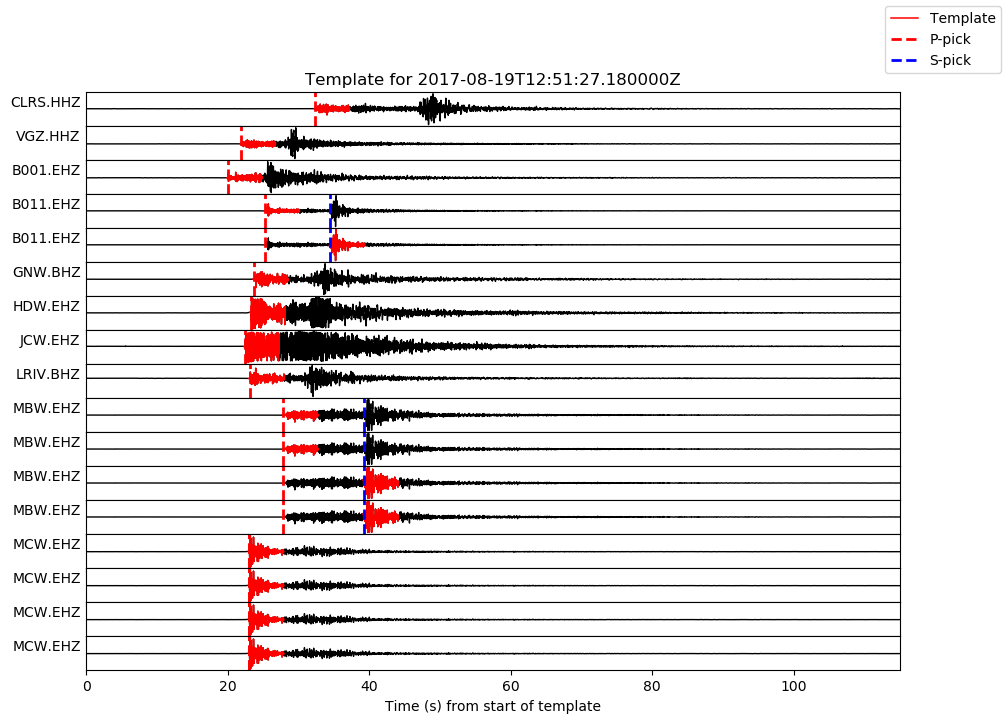 Template
P-pick
S-pick
Template for 2017-08-19T12:51:27.180000Z
CLRS.HHZ
VGZ.HHZ
B001.EHZ
B011.EHZ
B011.EHZ
GNW.BHZ
HDW.EHZ
JCW.EHZ
LRIV.BHZ
MBW.EHZ
MBW.EHZ
MBW.EHZ
MBW.EHZ
MCW.EHZ
MCW.EHZ
MCW.EHZ
MCW.EHZ
0 20 40 60 80 100
Time (s) from start of template